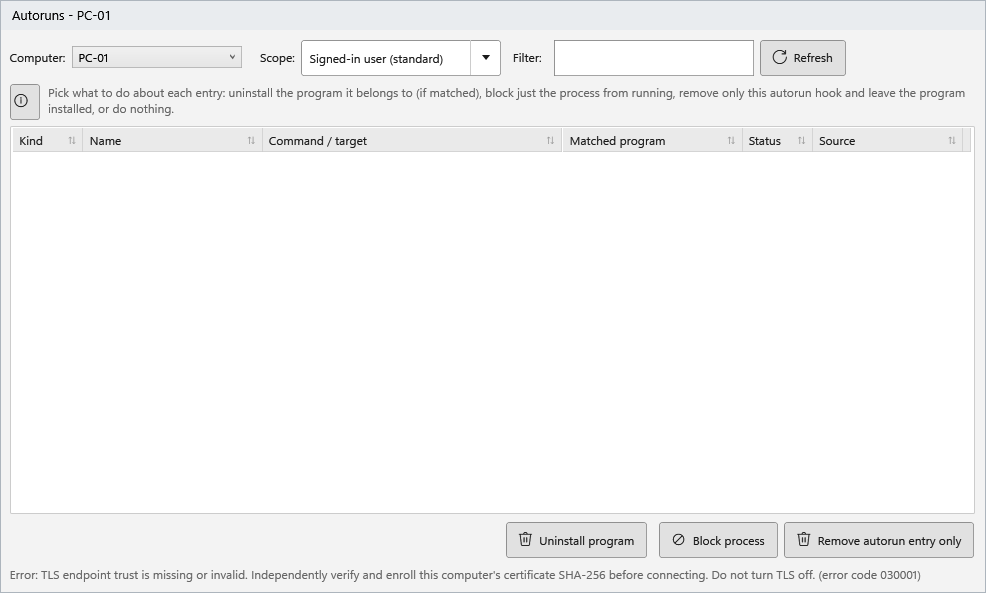 Autoruns - PC-01
Computer: PC-01 Scope: Signed-in user (standard) Filter: Refresh
Pick what to do about each entry: uninstall the program it belongs to (if matched), block just the process from running, remove only this autorun hook and leave the program
installed, or do nothing.
Kind Name Command / target Matched program Status Source
Uninstall program Block process Remove autorun entry only
Error: TLS endpoint trust is missing or invalid. Independently verify and enroll this computer's certificate SHA-256 before connecting. Do not turn TLS off. (error code 030001)